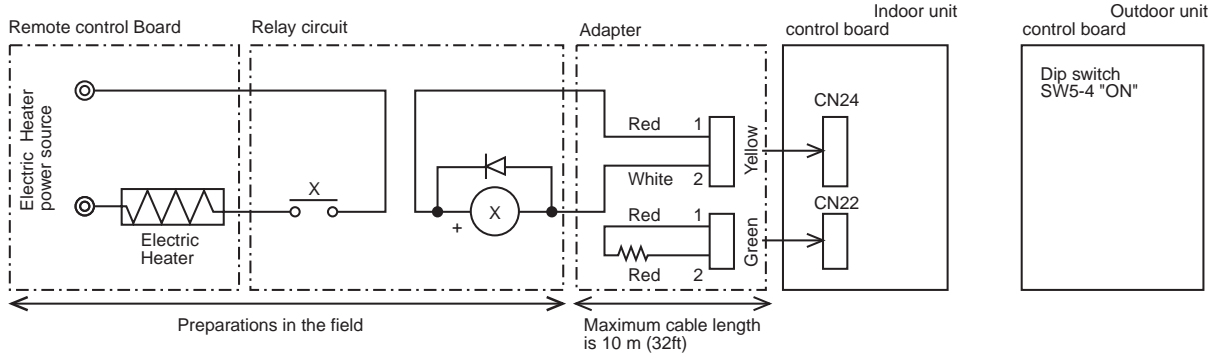 Remote control Board
Relay circuit
Adapter
Indoor unit
control board
Outdoor unit
control board
Electric Heater
power source
Electric
Heater
X
X
+
Red 1
White 2
Yellow
Red 1
Red 2
Green
CN24
CN22
Dip switch
SW5-4 "ON"
Preparations in the field
Maximum cable length
is 10 m (32ft)